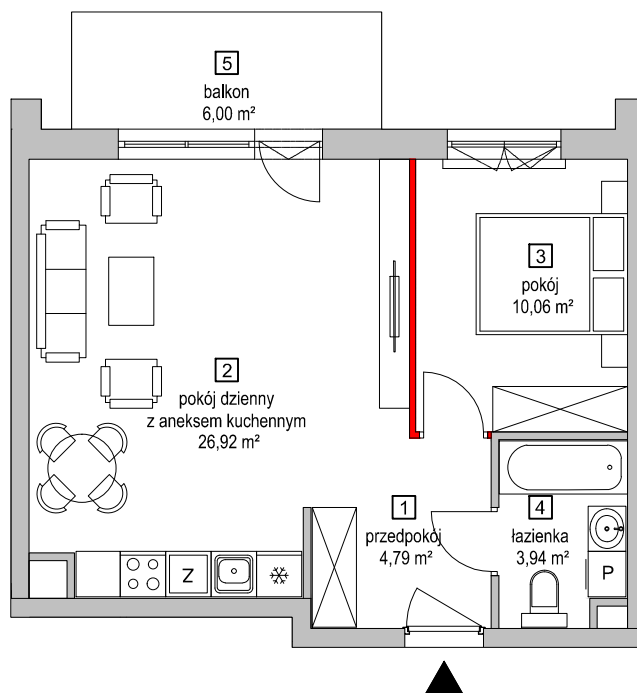 5
balkon
6,00 m²
3
pokój
10,06 m²
2
pokój dzienny
z aneksem kuchennym
26,92 m²
1
przedpokój
4,79 m²
4
łazienka
3,94 m²
Z
P